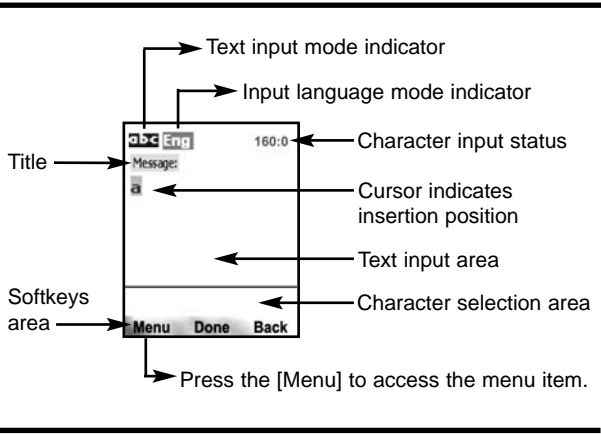 Text input mode indicator
Input language mode indicator
abc Eng 160:0
Character input status
Title
Message:
a
Cursor indicates
insertion position
Text input area
Softkeys
area
Character selection area
Menu Done Back
Press the [Menu] to access the menu item.